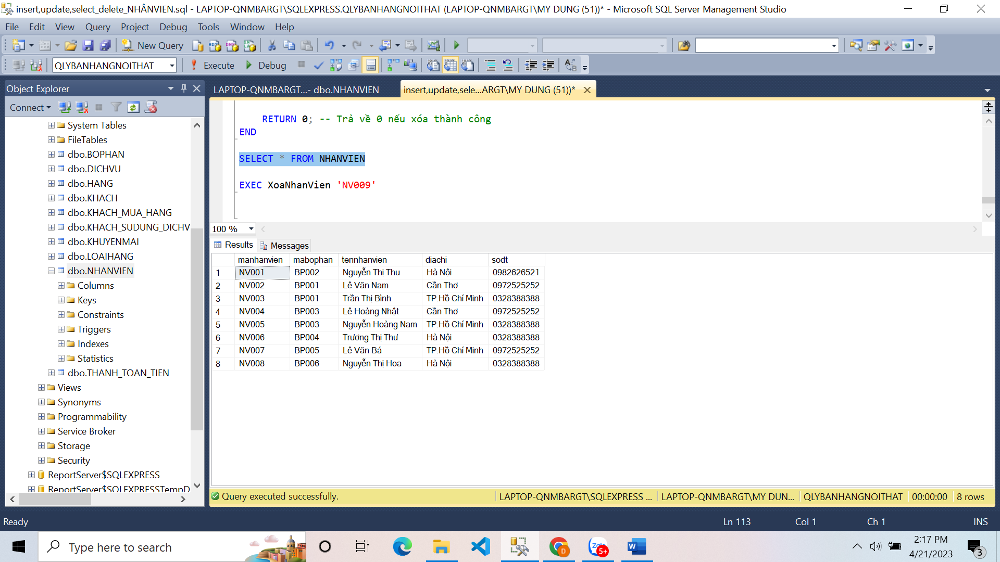 insert,update,select_delete_NHÂNVIEN.sql - LAPTOP-QNMBARGT\SQLEXPRESS.QLYBANHANGNOITHAT (LAPTOP-QNMBARGT\MY DUNG (51))* - Microsoft SQL Server Management Studio
File Edit View Query Project Debug Tools Window Help
New Query
QLYBANHANGNOITHAT Execute Debug
Object Explorer
Connect
System Tables
FileTables
dbo.BOPHAN
dbo.DICHVU
dbo.HANG
dbo.KHACH
dbo.KHACH_MUA_HANG
dbo.KHACH_SUDUNG_DICHV
dbo.KHUYENMAI
dbo.LOAIHANG
dbo.NHANVIEN
Columns
Keys
Constraints
Triggers
Indexes
Statistics
dbo.THANH_TOAN_TIEN
Views
Synonyms
Programmability
Service Broker
Storage
Security
ReportServer$SQLEXPRESS
ReportServer$SQLEXPRESSTempD
LAPTOP-QNMBARGT...- dbo.NHANVIEN insert,update,sele...ARGT\MY DUNG (51))*
RETURN 0; -- Trả về 0 nếu xóa thành công
END
SELECT * FROM NHANVIEN
EXEC XoaNhanVien 'NV009'
100 %
Results Messages
manhanvien mabophan tennhanvien diachi sodt
1 NV001 BP002 Nguyễn Thị Thu Hà Nội 0982626521
2 NV002 BP001 Lê Văn Nam Cần Thơ 0972525252
3 NV003 BP001 Trần Thị Bình TP.Hồ Chí Minh 0328388388
4 NV004 BP003 Lê Hoàng Nhật Cần Thơ 0972525252
5 NV005 BP003 Nguyễn Hoàng Nam TP.Hồ Chí Minh 0328388388
6 NV006 BP004 Trương Thị Thư Hà Nội 0328388388
7 NV007 BP005 Lê Văn Bá TP.Hồ Chí Minh 0972525252
8 NV008 BP006 Nguyễn Thị Hoa Hà Nội 0328388388
Query executed successfully. LAPTOP-QNMBARGT\SQLEXPRESS ... LAPTOP-QNMBARGT\MY DUN... QLYBANHANGNOITHAT 00:00:00 8 rows
Ready Ln 113 Col 1 Ch 1 INS
Type here to search
D
Zalo
5+
W
2:17 PM
4/21/2023
3